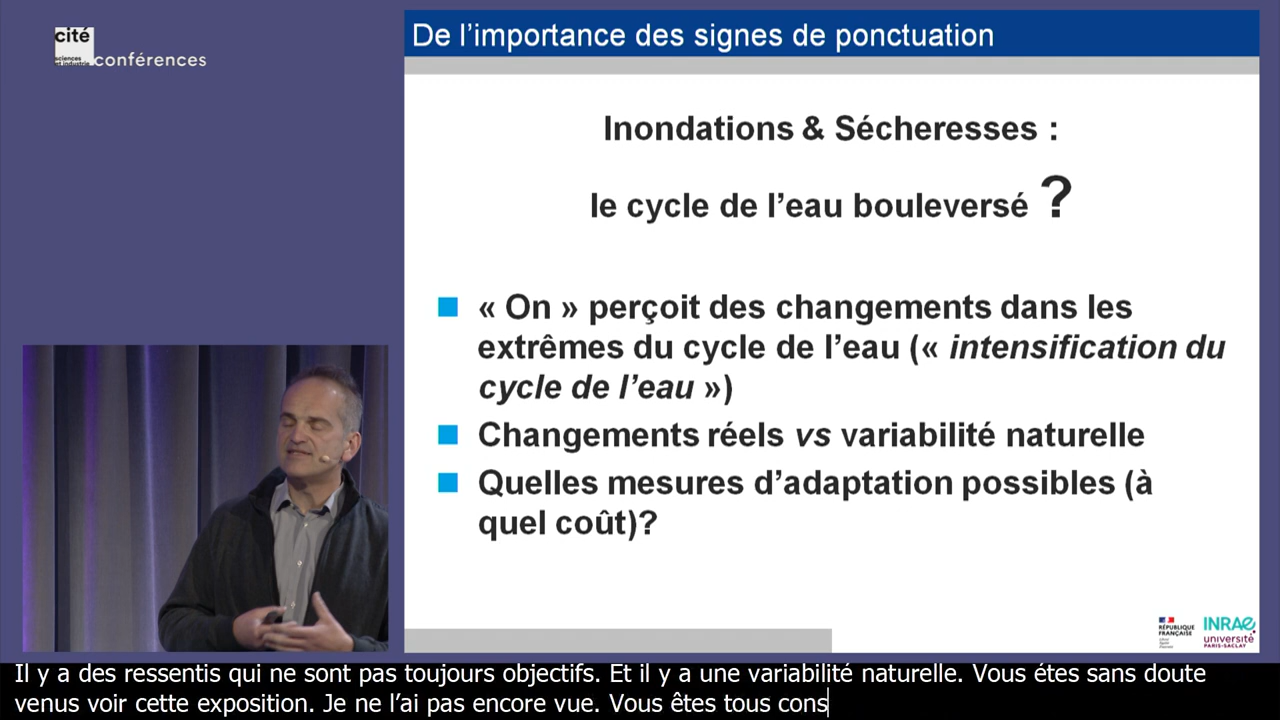 cité
sciences
et industrie
conférences
De l’importance des signes de ponctuation
Inondations & Sécheresses :
le cycle de l’eau bouleversé ?
« On » perçoit des changements dans les
extrêmes du cycle de l’eau (« intensification du
cycle de l’eau »)
Changements réels vs variabilité naturelle
Quelles mesures d’adaptation possibles (à
quel coût)?
RÉPUBLIQUE
FRANÇAISE
INRAE
université
PARIS-SACLAY
Il y a des ressentis qui ne sont pas toujours objectifs. Et il y a une variabilité naturelle. Vous étes sans doute
venus voir cette exposition. Je ne l’ai pas encore vue. Vous êtes tous cons